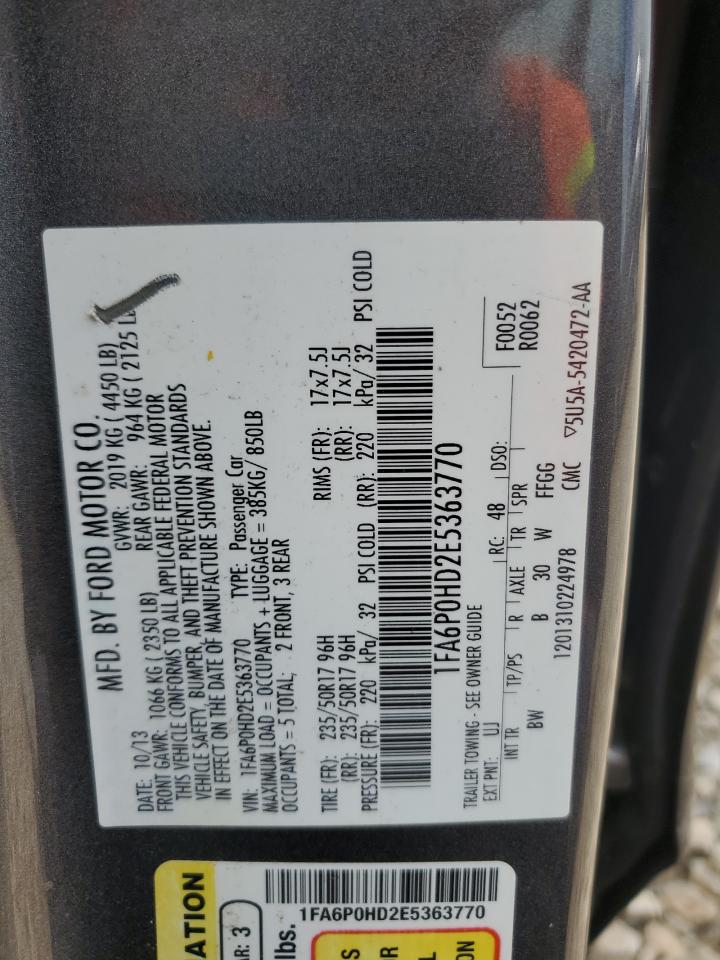 MFD. BY FORD MOTOR CO.
DATE: 10/13 GVWR: 2019 KG ( 4450 LB)
FRONT GAWR: 1066 KG ( 2350 LB) REAR GAWR: 964 KG ( 2125
THIS VEHICLE CONFORMS TO ALL APPLICABLE FEDERAL MOTOR
VEHICLE SAFETY, BUMPER, AND THEFT PREVENTION STANDARDS
IN EFFECT ON THE DATE OF MANUFACTURE SHOWN ABOVE.
VIN: 1FA6P0HD2E5363770 TYPE: Passenger Car
MAXIMUM LOAD = OCCUPANTS + LUGGAGE = 385KG/ 850LB
OCCUPANTS = 5 TOTAL; 2 FRONT, 3 REAR
TIRE (FR): 235/50R17 96H RIMS (FR): 17x7.5J
(RR): 235/50R17 96H (RR): 17x7.5J
PRESSURE (FR): 220 kPa/ 32 PSI COLD (RR): 220 kPa/ 32 PSI COLD
1FA6P0HD2E5363770
TRAILER TOWING - SEE OWNER GUIDE F0052
EXT PNT: UJ RC: 48 DSO: R0062
INT TR TP/PS R AXLE TR SPR
BW B 30 W FFGG
1201310224978 CMC ▽5U5A-5420472-AA
ATION
AR: 3
lbs.
1FA6P0HD2E5363770
S
OR
L
ON